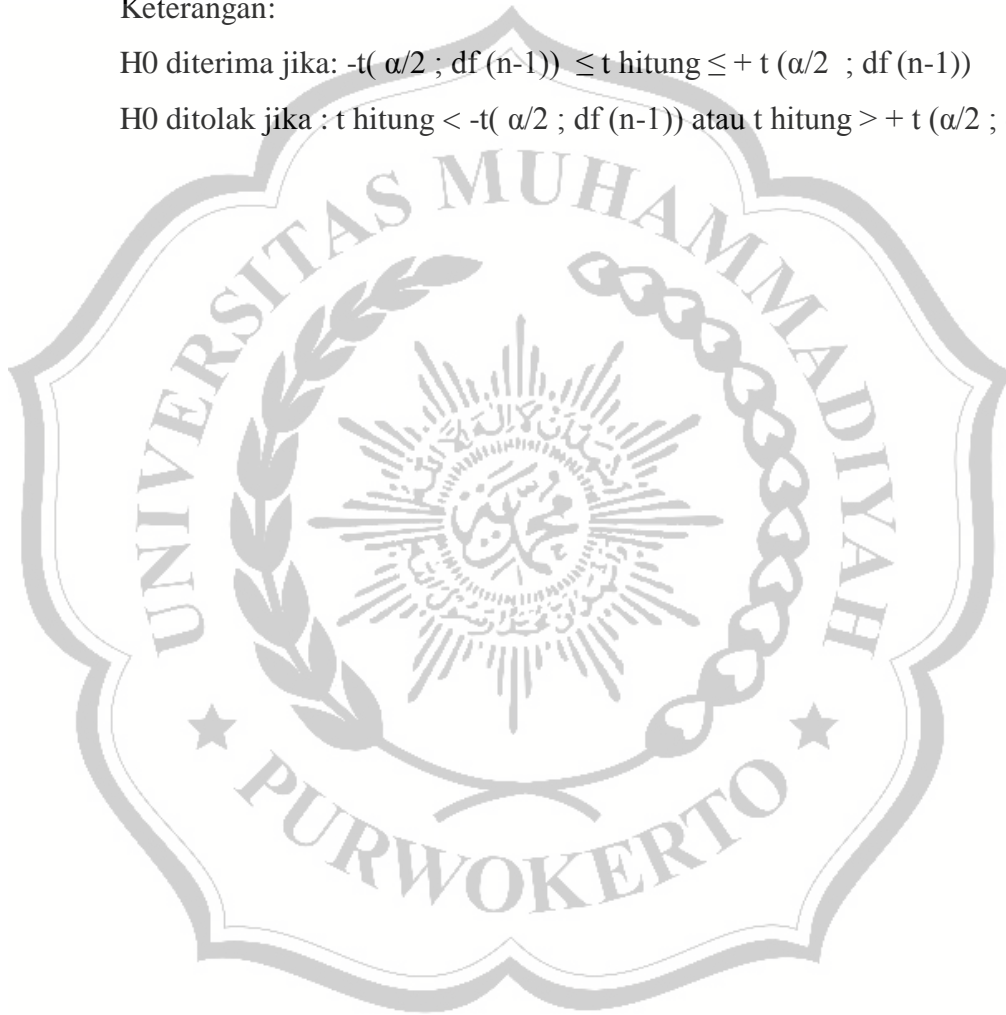 Keterangan:
H0 diterima jika: -t( α/2 ; df (n-1)) ≤ t hitung ≤ + t (α/2 ; df (n-1))
H0 ditolak jika : t hitung < -t( α/2 ; df (n-1)) atau t hitung > + t (α/2 ;
UNIVERSITAS MUHAMMADIYAH
PURWOKERTO